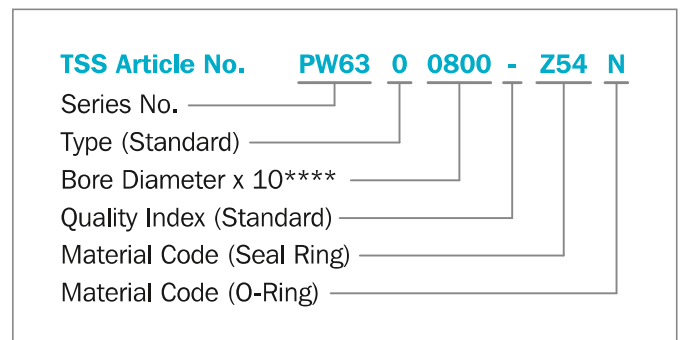 TSS Article No. PW63 0 0800 - Z54 N
Series No.
Type (Standard)
Bore Diameter x 10****
Quality Index (Standard)
Material Code (Seal Ring)
Material Code (O-Ring)